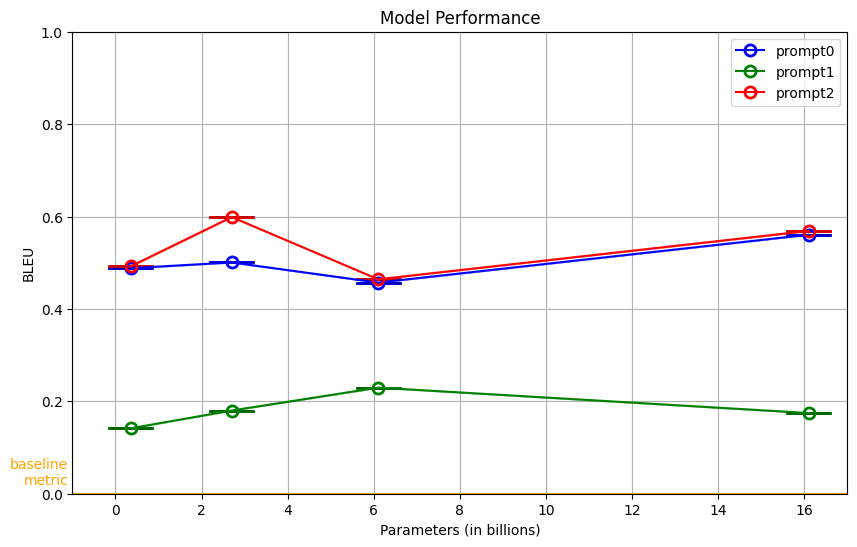 Model Performance
1.0
0.8
0.6
0.4
0.2
0.0
BLEU
baseline
metric
prompt0
prompt1
prompt2
0 2 4 6 8 10 12 14 16
Parameters (in billions)